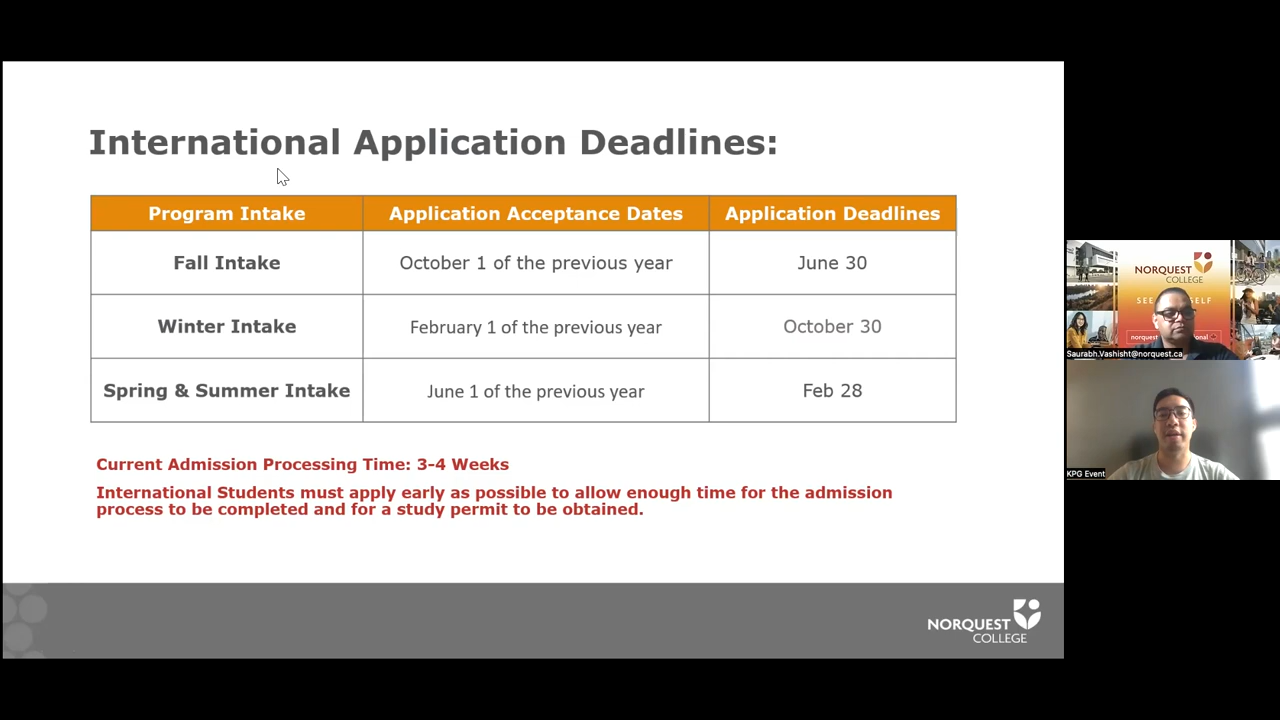 International Application Deadlines:
Program Intake Application Acceptance Dates Application Deadlines
Fall Intake October 1 of the previous year June 30
Winter Intake February 1 of the previous year October 30
Spring & Summer Intake June 1 of the previous year Feb 28
Current Admission Processing Time: 3-4 Weeks
International Students must apply early as possible to allow enough time for the admission
process to be completed and for a study permit to be obtained.
NORQUEST
COLLEGE
NORQUEST
COLLEGE
Saurabh.Vashisht@norquest.ca
KPG Event